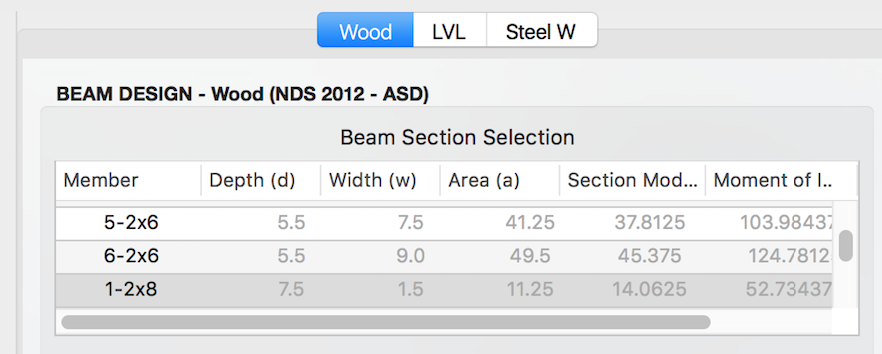 Wood LVL Steel W
BEAM DESIGN - Wood (NDS 2012 - ASD)
Beam Section Selection
Member Depth (d) Width (w) Area (a) Section Mod... Moment of I..
5-2x6 5.5 7.5 41.25 37.8125 103.98437
6-2x6 5.5 9.0 49.5 45.375 124.7812
1-2x8 7.5 1.5 11.25 14.0625 52.73437